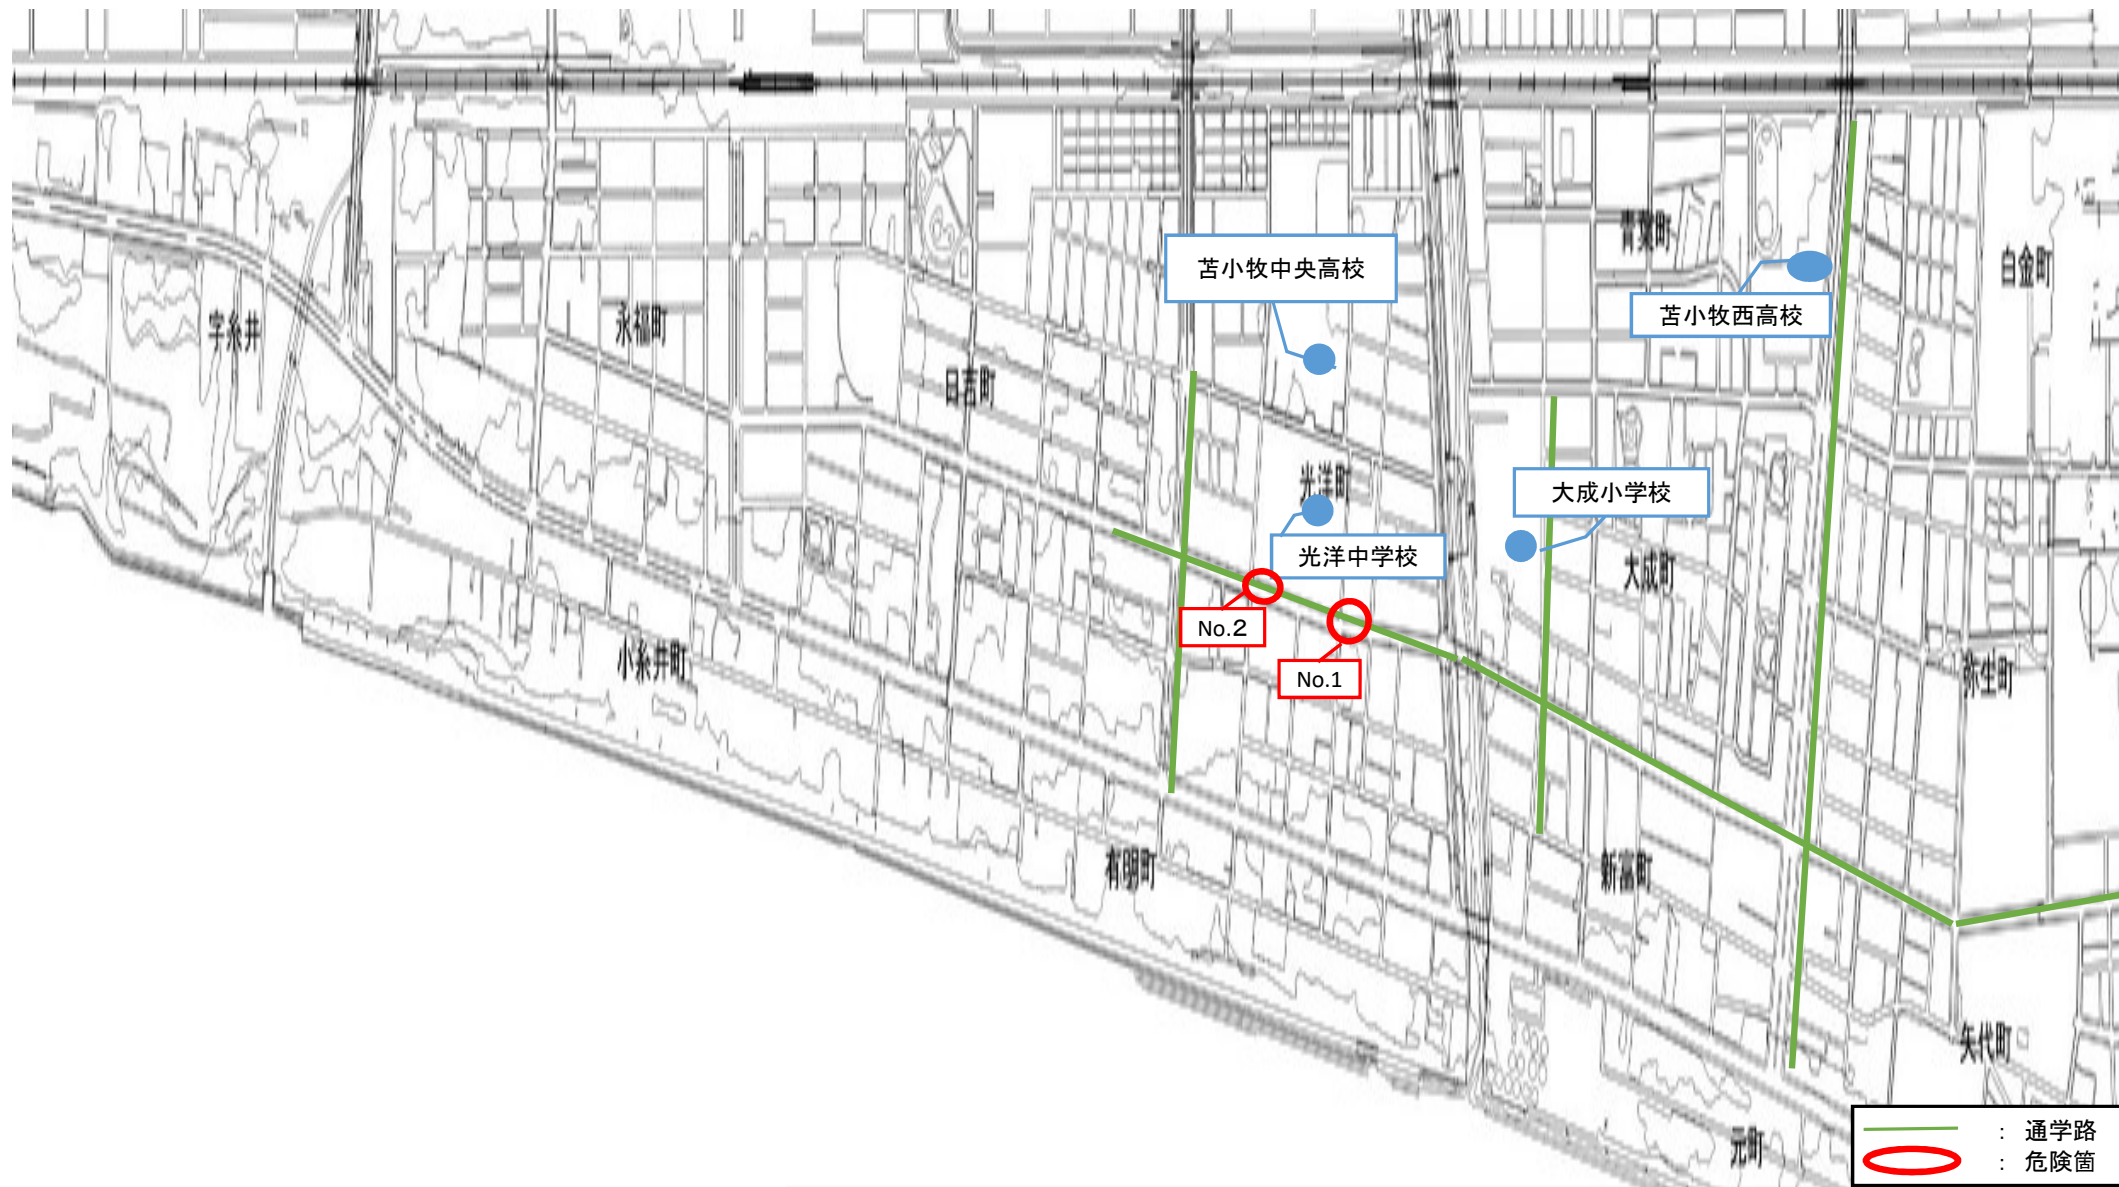 青葉町
苫小牧中央高校
白金町
苫小牧西高校
字糸井
永福町
日吉町
光洋町
大成小学校
光洋中学校
大成町
No.2
No.1
小糸井町
弥生町
有明町
新富町
矢代町
元町
： 通学路
： 危険箇